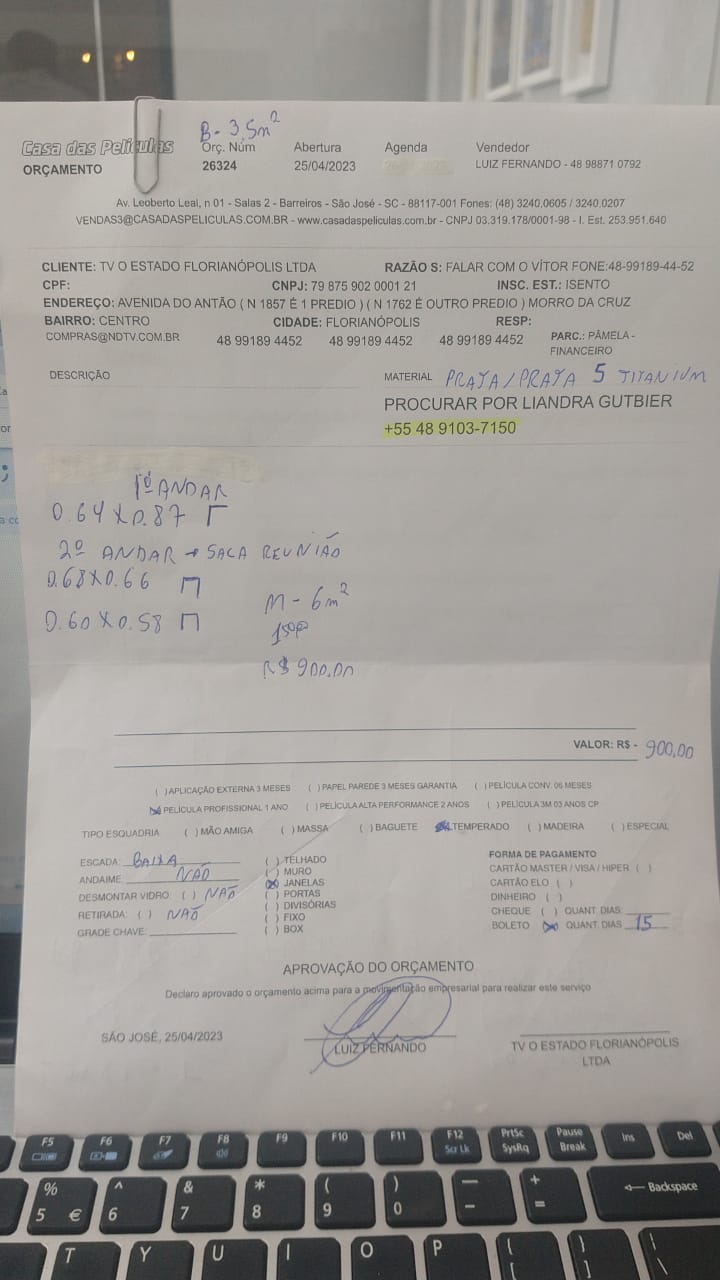 B - 3,5m²
Casa das Películas
ORÇAMENTO
Orç. Núm
26324
Abertura
25/04/2023
Agenda
Vendedor
LUIZ FERNANDO - 48 98871 0792
Av. Leoberto Leal, n 01 - Salas 2 - Barreiros - São José - SC - 88117-001 Fones: (48) 3240.0605 / 3240.0207
VENDAS3@CASADASPELICULAS.COM.BR - www.casadaspeliculas.com.br - CNPJ 03.319.178/0001-98 - I. Est. 253.951.640
CLIENTE: TV O ESTADO FLORIANÓPOLIS LTDA RAZÃO S: FALAR COM O VÍTOR FONE:48-99189-44-52
CPF: CNPJ: 79 875 902 0001 21 INSC. EST.: ISENTO
ENDEREÇO: AVENIDA DO ANTÃO ( N 1857 É 1 PREDIO ) ( N 1762 É OUTRO PREDIO ) MORRO DA CRUZ
BAIRRO: CENTRO CIDADE: FLORIANÓPOLIS RESP:
COMPRAS@NDTV.COM.BR 48 99189 4452 48 99189 4452 48 99189 4452 PARC.: PÂMELA -
FINANCEIRO
DESCRIÇÃO
MATERIAL PRATA/PRATA 5 TITANIUM
PROCURAR POR LIANDRA GUTBIER
+55 48 9103-7150
1º ANDAR
0.64X0.87
2º ANDAR → SALA REUNIÃO
0.68X0.66
0.60X0.58
M - 6m²
R$ 900,00
VALOR: R$ - 900,00
( ) APLICAÇÃO EXTERNA 3 MESES ( ) PAPEL PAREDE 3 MESES GARANTIA ( ) PELÍCULA CONV. 06 MESES
(X) PELÍCULA PROFISSIONAL 1 ANO ( ) PELÍCULA ALTA PERFORMANCE 2 ANOS ( ) PELÍCULA 3M 03 ANOS CP
TIPO ESQUADRIA ( ) MÃO AMIGA ( ) MASSA ( ) BAGUETE (X) TEMPERADO ( ) MADEIRA ( ) ESPECIAL
ESCADA: BAIXA
ANDAIME: NÃO
DESMONTAR VIDRO: ( ) NÃO
RETIRADA: ( ) NÃO
GRADE CHAVE:
( ) TELHADO
( ) MURO
(X) JANELAS
( ) PORTAS
( ) DIVISÓRIAS
( ) FIXO
( ) BOX
FORMA DE PAGAMENTO
CARTÃO MASTER / VISA / HIPER ( )
CARTÃO ELO ( )
DINHEIRO ( )
CHEQUE ( ) QUANT. DIAS:
BOLETO (X) QUANT. DIAS 15
APROVAÇÃO DO ORÇAMENTO
Declaro aprovado o orçamento acima para a movimentação empresarial para realizar este serviço
SÃO JOSÉ, 25/04/2023
LUIZ FERNANDO
TV O ESTADO FLORIANÓPOLIS
LTDA
F5 F6 F7 F8 F9 F10 F11 F12 Scr Lk PrtSc SysRq Pause Break Ins Del
% 5 € ^ 6 & 7 * 8 ( 9 ) 0 — - + = ← Backspace
T Y U I O P { [ } ] | \